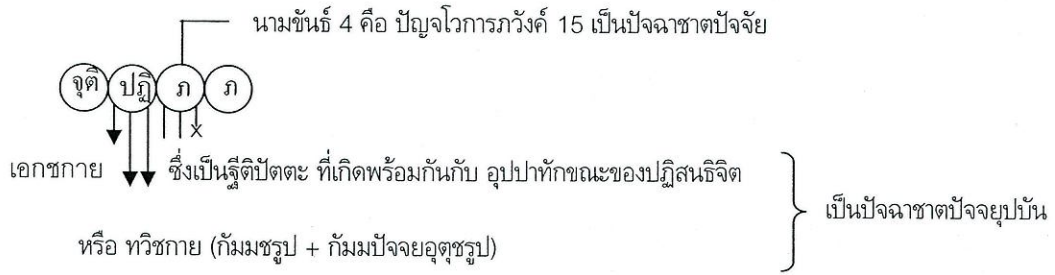 นามขันธ์ 4 คือ ปัญจโวการภวังค์ 15 เป็นปัจฉาชาตปัจจัย
จุติ ปฏิ ภ ภ
x
เอกชกาย ซึ่งเป็นฐีติปัตตะ ที่เกิดพร้อมกันกับ อุปปาทักขณะของปฏิสนธิจิต
เป็นปัจฉาชาตปัจจยุปบัน
หรือ ทวิชกาย (กัมมชรูป + กัมมปัจจยอุตุชรูป)